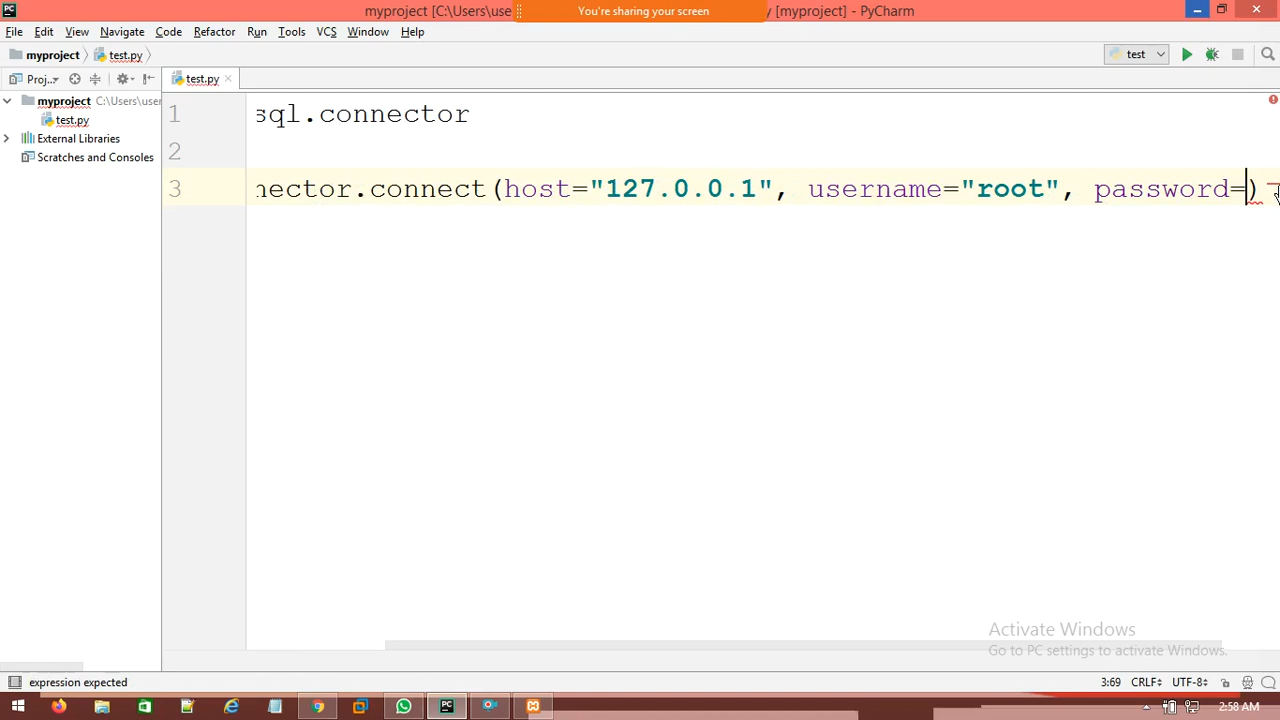 myproject [C:\Users\use
You're sharing your screen
y [myproject] - PyCharm
File Edit View Navigate Code Refactor Run Tools VCS Window Help
myproject test.py
test
Proj... test.py
myproject C:\Users\user
test.py
External Libraries
Scratches and Consoles
1 sql.connector
2
3 nector.connect(host="127.0.0.1", username="root", password=)
Activate Windows
Go to PC settings to activate Windows.
expression expected 3:69 CRLF UTF-8
2:58 AM